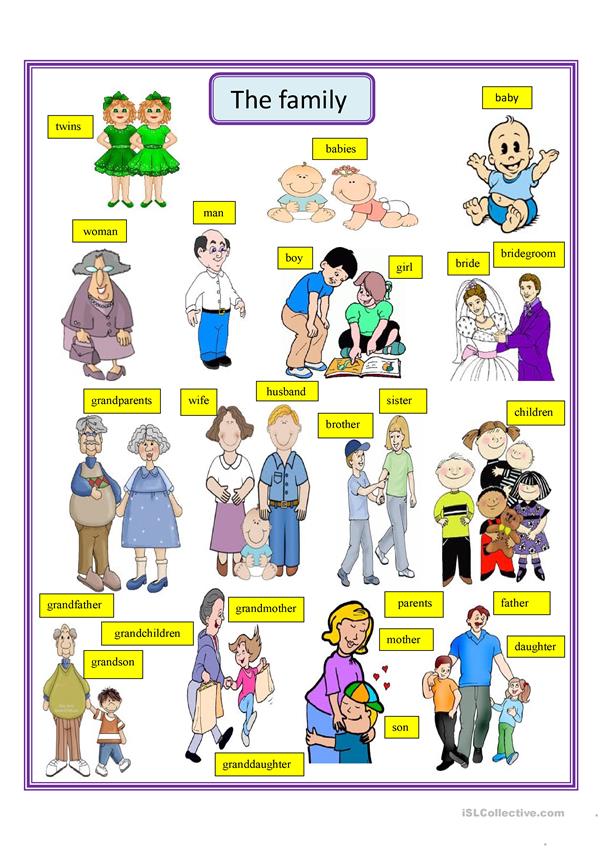 The family
baby
twins
babies
man
woman
boy
girl
bride
bridegroom
grandparents
wife
husband
brother
sister
children
grandfather
grandchildren
grandson
grandmother
granddaughter
parents
mother
son
father
daughter
iSLCollective.com